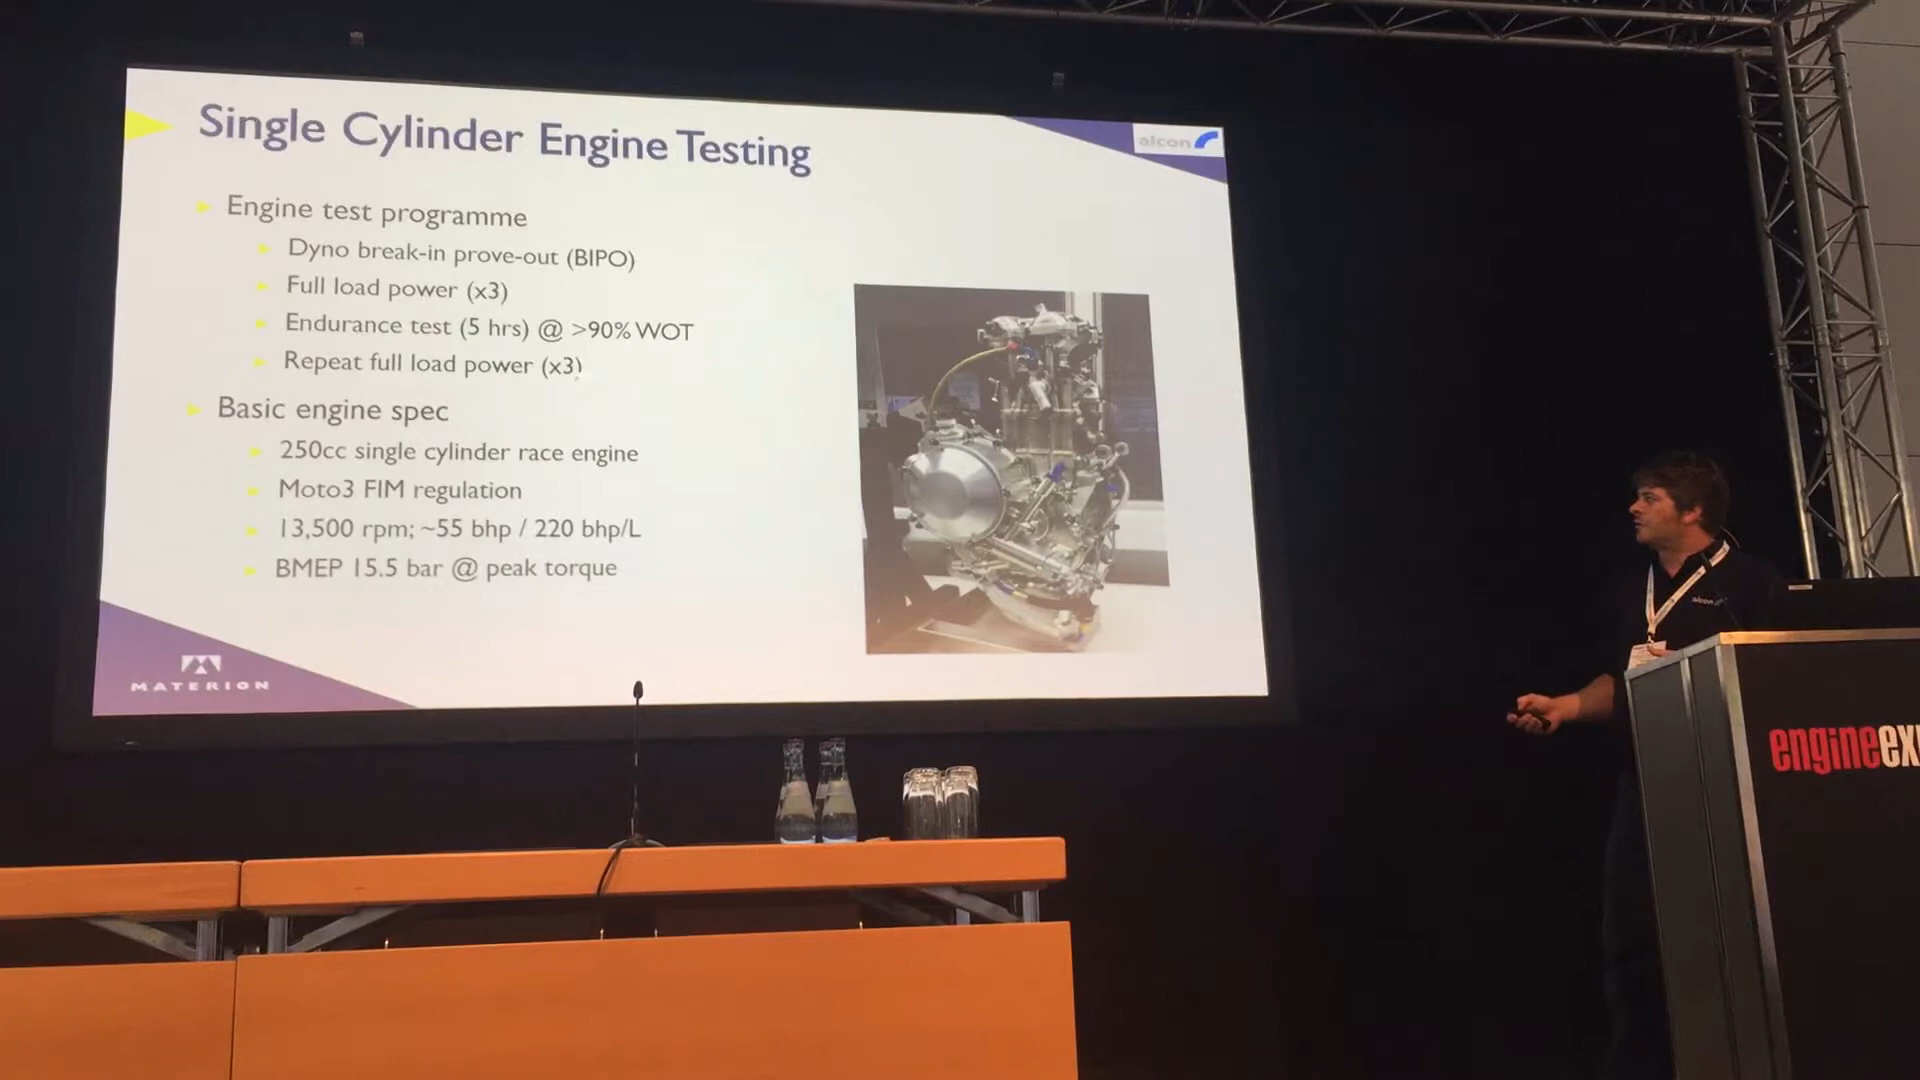 Single Cylinder Engine Testing
alcon
Engine test programme
Dyno break-in prove-out (BIPO)
Full load power (x3)
Endurance test (5 hrs) @ >90% WOT
Repeat full load power (x3)
Basic engine spec
250cc single cylinder race engine
Moto3 FIM regulation
13,500 rpm; ~55 bhp / 220 bhp/L
BMEP 15.5 bar @ peak torque
MATERION
alcon
engineex